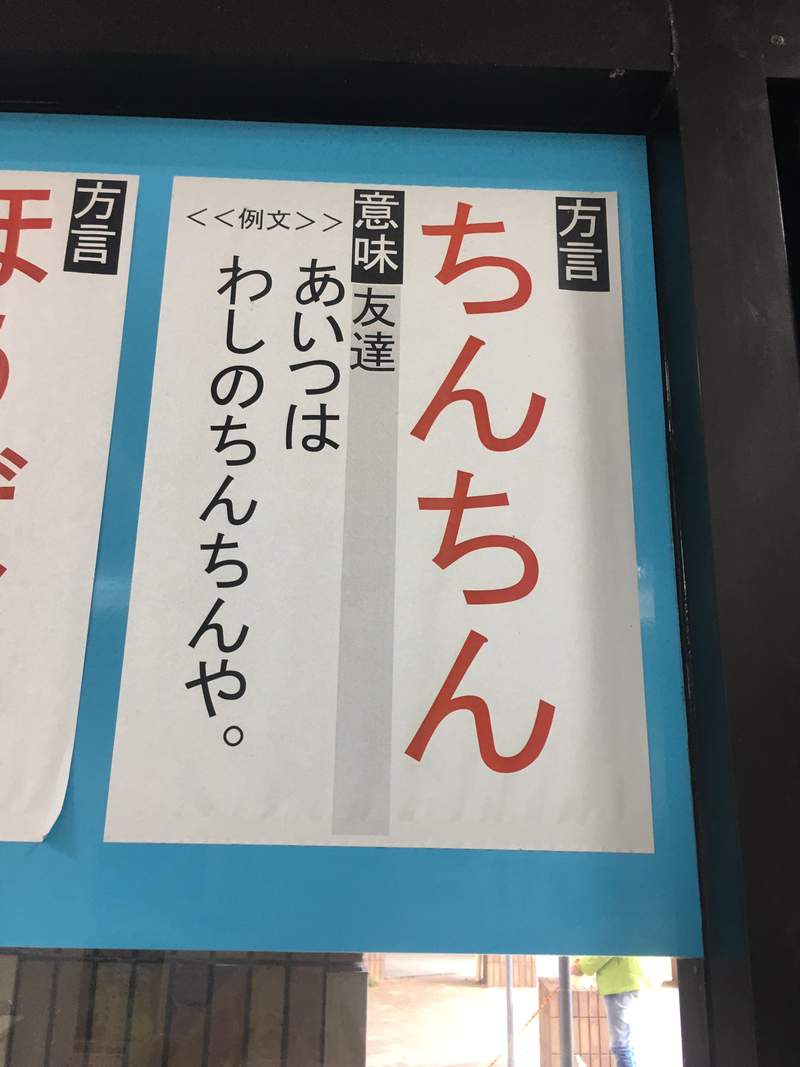 方言
ちんちん
意味
友達
<<例文>>
あいつは
わしのちんちんや。
方言